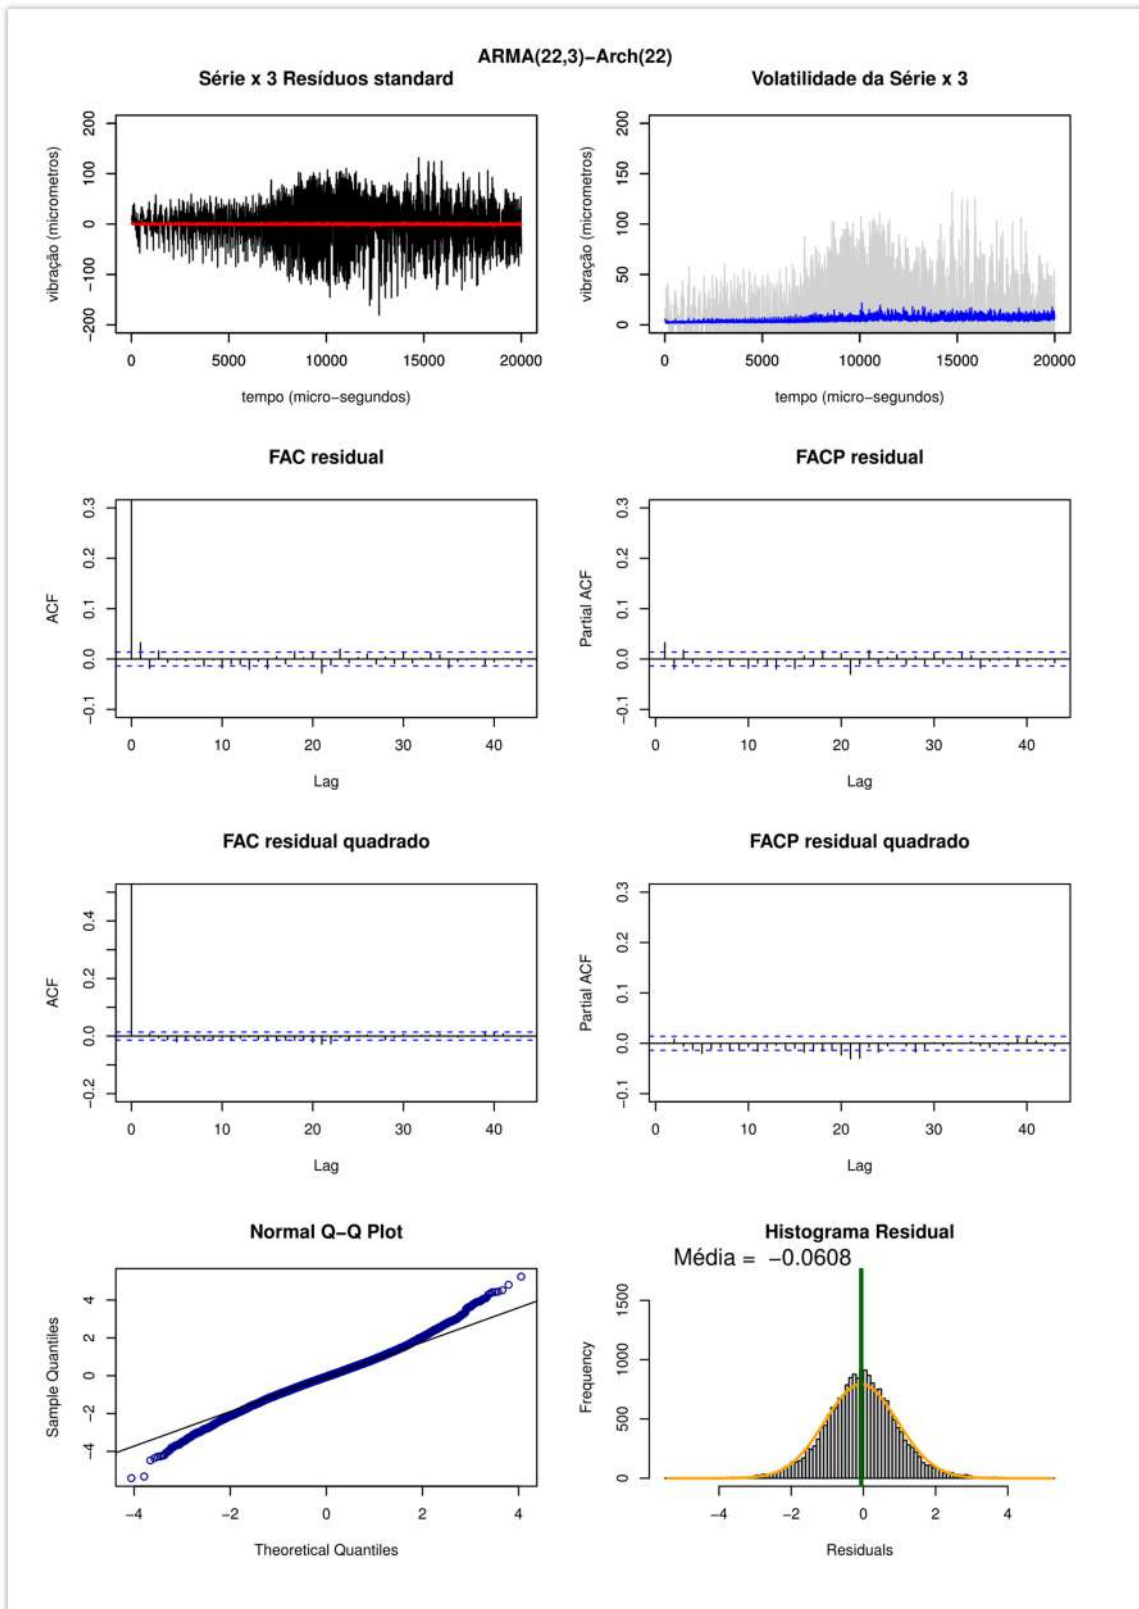 ARMA(22,3)−Arch(22)
Série x 3 Resíduos standard
Volatilidade da Série x 3
vibração (micrometros)
200
100
0
−100
−200
0 5000 10000 15000 20000
tempo (micro−segundos)
vibração (micrometros)
200
150
100
50
0
0 5000 10000 15000 20000
tempo (micro−segundos)
FAC residual
ACF
0.3
0.2
0.1
0.0
−0.1
0 10 20 30 40
Lag
FACP residual
Partial ACF
0.3
0.2
0.1
0.0
−0.1
0 10 20 30 40
Lag
FAC residual quadrado
ACF
0.4
0.2
0.0
−0.2
0 10 20 30 40
Lag
FACP residual quadrado
Partial ACF
0.3
0.2
0.1
0.0
−0.1
0 10 20 30 40
Lag
Normal Q−Q Plot
Sample Quantiles
4
2
0
−2
−4
−4 −2 0 2 4
Theoretical Quantiles
Histograma Residual
Média = −0.0608
Frequency
1500
1000
500
0
−4 −2 0 2 4
Residuals